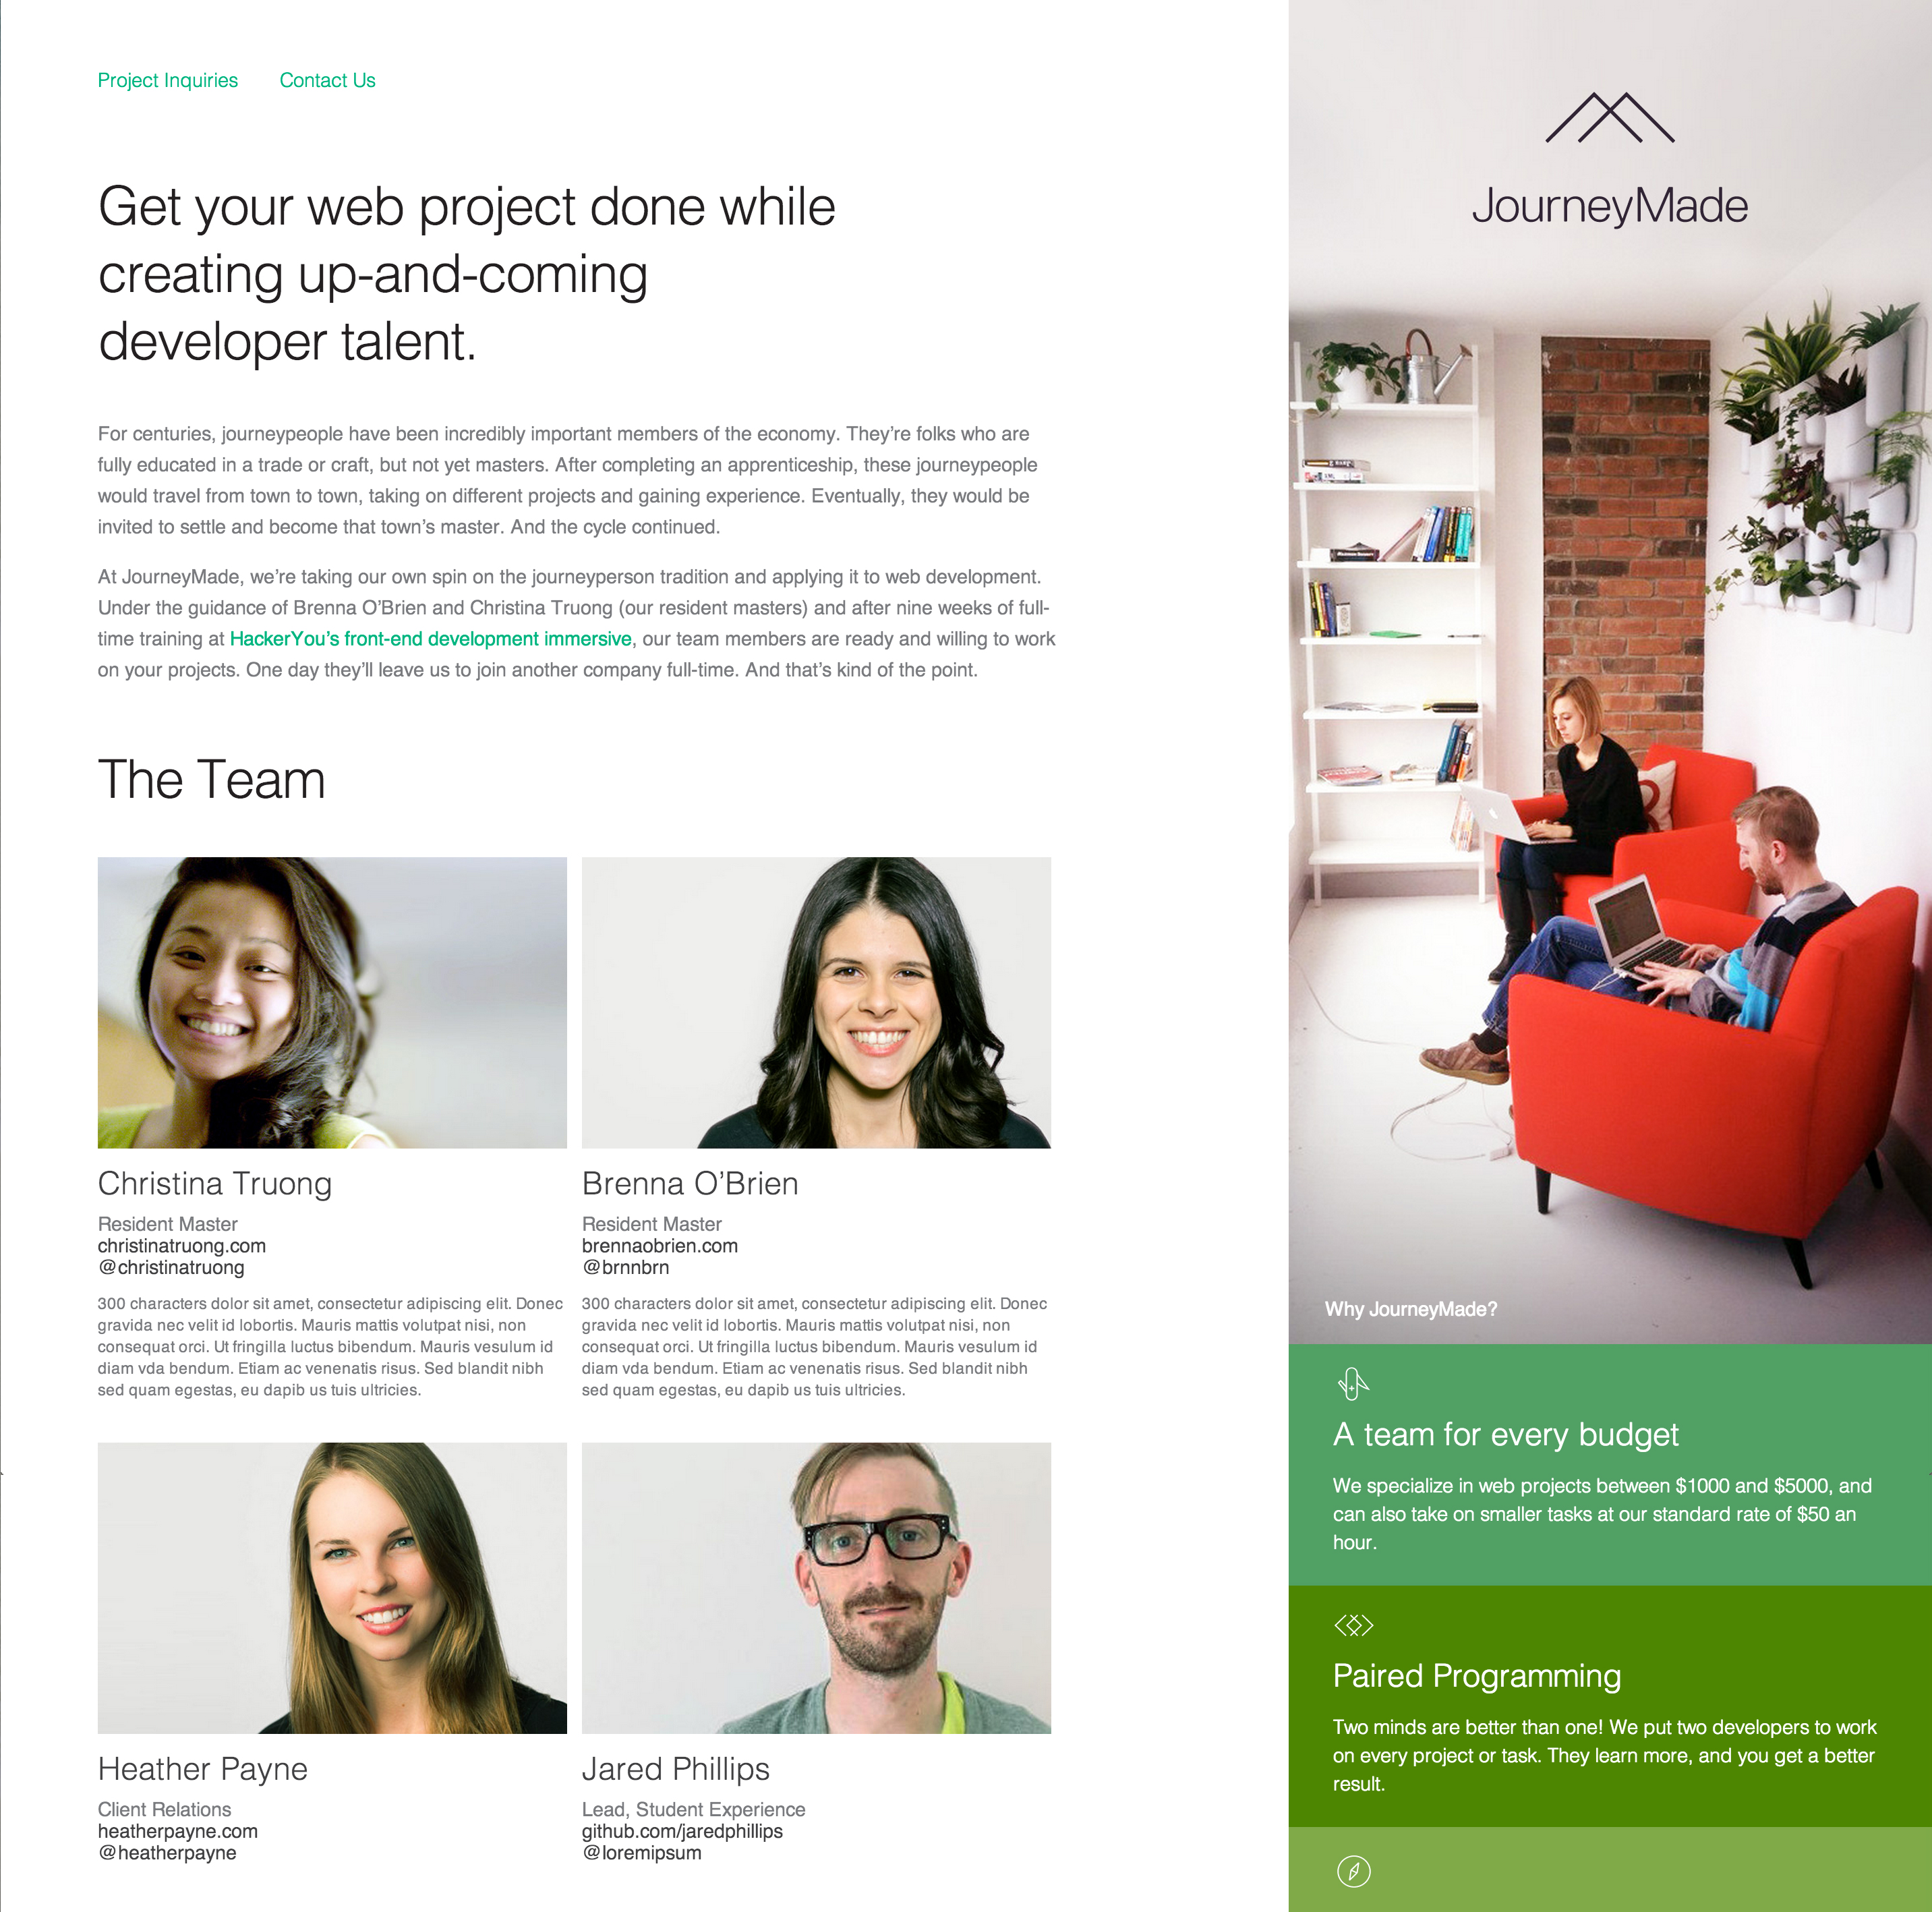 Project Inquiries Contact Us
Get your web project done while
creating up-and-coming
developer talent.
For centuries, journeypeople have been incredibly important members of the economy. They’re folks who are
fully educated in a trade or craft, but not yet masters. After completing an apprenticeship, these journeypeople
would travel from town to town, taking on different projects and gaining experience. Eventually, they would be
invited to settle and become that town’s master. And the cycle continued.
At JourneyMade, we’re taking our own spin on the journeyperson tradition and applying it to web development.
Under the guidance of Brenna O’Brien and Christina Truong (our resident masters) and after nine weeks of full-
time training at HackerYou’s front-end development immersive, our team members are ready and willing to work
on your projects. One day they’ll leave us to join another company full-time. And that’s kind of the point.
The Team
Christina Truong
Resident Master
christinatruong.com
@christinatruong
300 characters dolor sit amet, consectetur adipiscing elit. Donec
gravida nec velit id lobortis. Mauris mattis volutpat nisi, non
consequat orci. Ut fringilla luctus bibendum. Mauris vesulum id
diam vda bendum. Etiam ac venenatis risus. Sed blandit nibh
sed quam egestas, eu dapib us tuis ultricies.
Brenna O’Brien
Resident Master
brennaobrien.com
@brnnbrn
300 characters dolor sit amet, consectetur adipiscing elit. Donec
gravida nec velit id lobortis. Mauris mattis volutpat nisi, non
consequat orci. Ut fringilla luctus bibendum. Mauris vesulum id
diam vda bendum. Etiam ac venenatis risus. Sed blandit nibh
sed quam egestas, eu dapib us tuis ultricies.
Heather Payne
Client Relations
heatherpayne.com
@heatherpayne
Jared Phillips
Lead, Student Experience
github.com/jaredphillips
@loremipsum
JourneyMade
Why JourneyMade?
A team for every budget
We specialize in web projects between $1000 and $5000, and
can also take on smaller tasks at our standard rate of $50 an
hour.
Paired Programming
Two minds are better than one! We put two developers to work
on every project or task. They learn more, and you get a better
result.